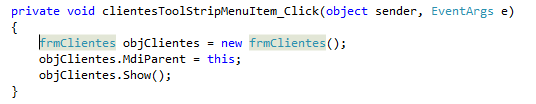 private void clientesToolStripMenuItem_Click(object sender, EventArgs e)
{
frmClientes objClientes = new frmClientes();
objClientes.MdiParent = this;
objClientes.Show();
}